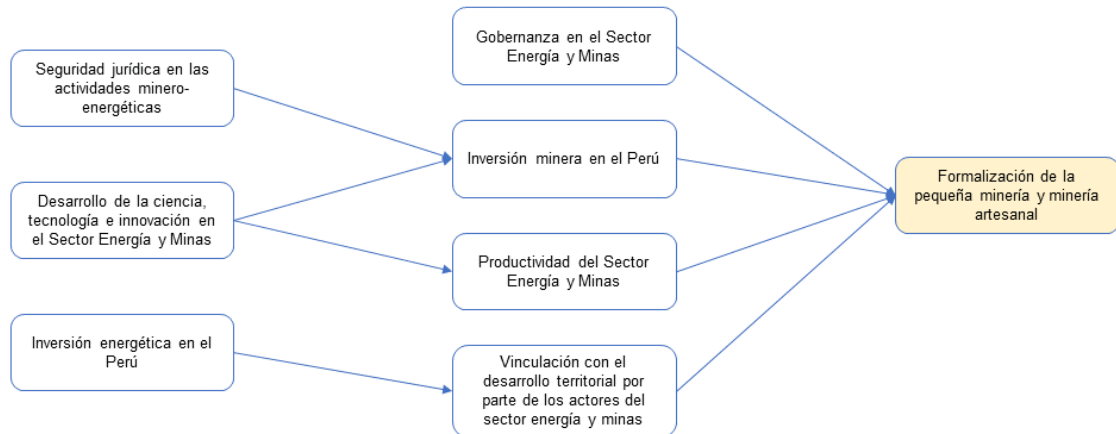 Seguridad jurídica en las
actividades minero-
energéticas
Desarrollo de la ciencia,
tecnología e innovación en
el Sector Energía y Minas
Inversión energética en el
Perú
Gobernanza en el Sector
Energía y Minas
Inversión minera en el Perú
Productividad del Sector
Energía y Minas
Vinculación con el
desarrollo territorial por
parte de los actores del
sector energía y minas
Formalización de la
pequeña minería y minería
artesanal